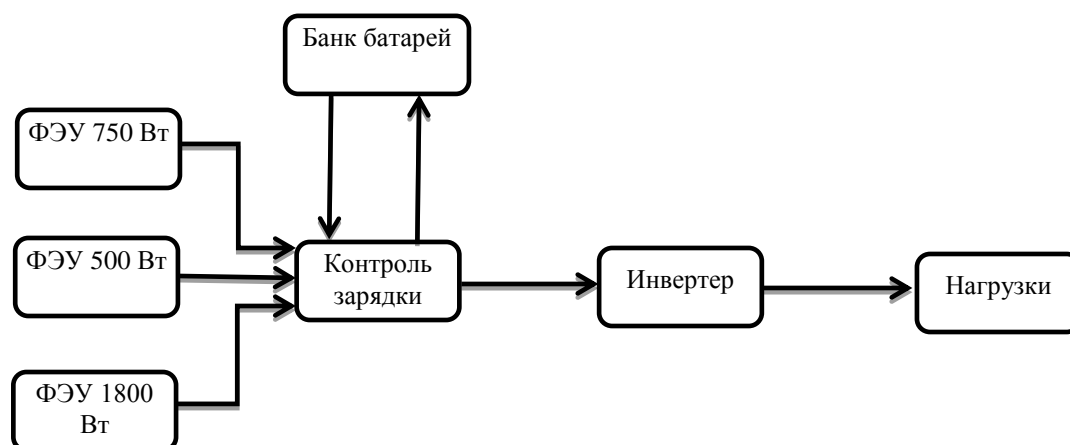 Банк батарей
ФЭУ 750 Вт
ФЭУ 500 Вт
Контроль
зарядки
Инвертер
Нагрузки
ФЭУ 1800
Вт